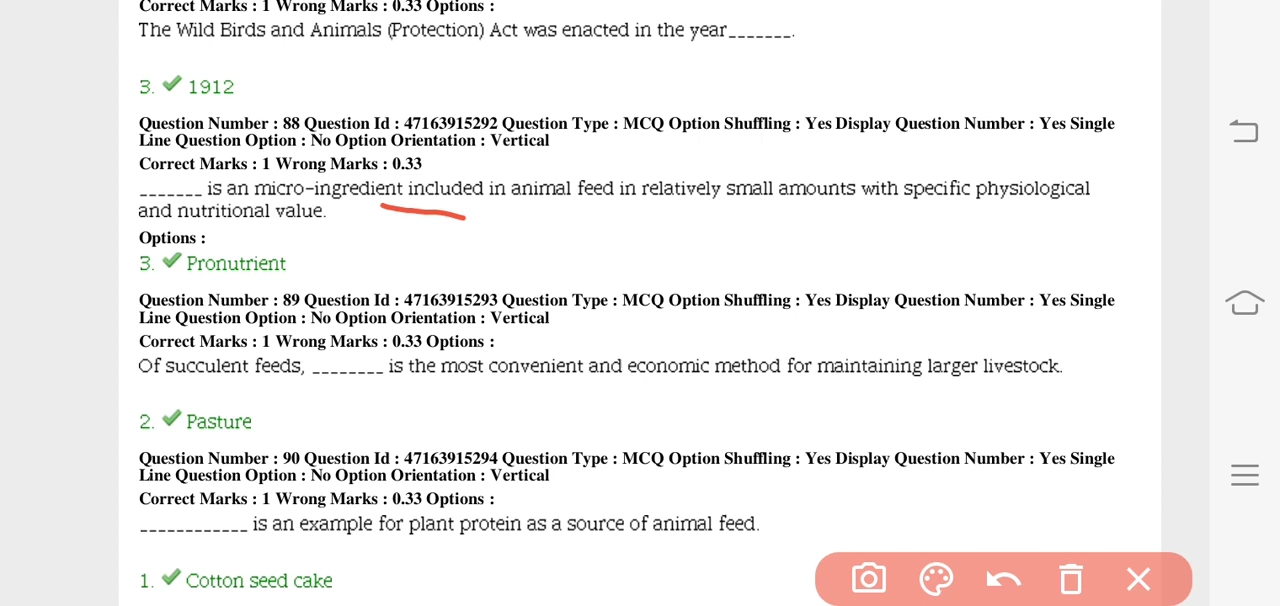 Correct Marks : 1 Wrong Marks : 0.33 Options :
The Wild Birds and Animals (Protection) Act was enacted in the year_______.
3. ✔ 1912
Question Number : 88 Question Id : 47163915292 Question Type : MCQ Option Shuffling : Yes Display Question Number : Yes Single
Line Question Option : No Option Orientation : Vertical
Correct Marks : 1 Wrong Marks : 0.33
_______ is an micro-ingredient included in animal feed in relatively small amounts with specific physiological
and nutritional value.
Options :
3. ✔ Pronutrient
Question Number : 89 Question Id : 47163915293 Question Type : MCQ Option Shuffling : Yes Display Question Number : Yes Single
Line Question Option : No Option Orientation : Vertical
Correct Marks : 1 Wrong Marks : 0.33 Options :
Of succulent feeds, ________ is the most convenient and economic method for maintaining larger livestock.
2. ✔ Pasture
Question Number : 90 Question Id : 47163915294 Question Type : MCQ Option Shuffling : Yes Display Question Number : Yes Single
Line Question Option : No Option Orientation : Vertical
Correct Marks : 1 Wrong Marks : 0.33 Options :
____________ is an example for plant protein as a source of animal feed.
1. ✔ Cotton seed cake